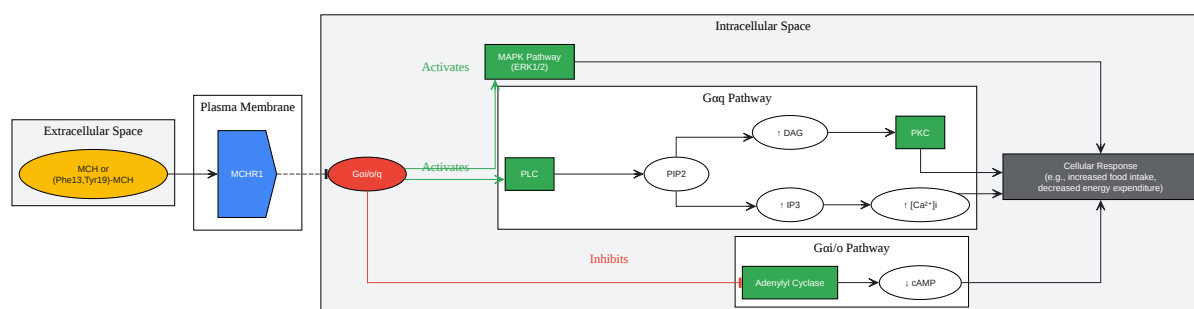 Intracellular Space
MAPK Pathway
(ERK1/2)
Activates
Gαq Pathway
Plasma Membrane
Extracellular Space
MCH or
(Phe13,Tyr19)-MCH
MCHR1
Gαi/o/q
Activates
PLC
PIP2
↑ DAG
PKC
↑ IP3
↑ [Ca²⁺]i
Cellular Response
(e.g., increased food intake,
decreased energy expenditure)
Inhibits
Gαi/o Pathway
Adenylyl Cyclase
↓ cAMP